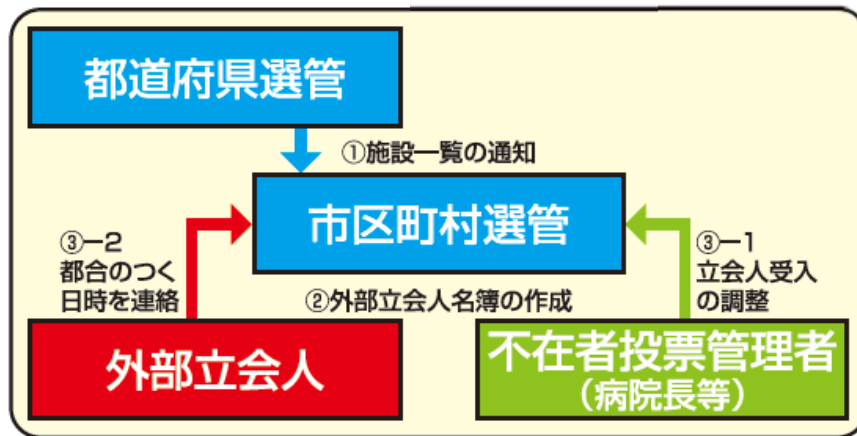 都道府県選管
①施設一覧の通知
市区町村選管
③ー2
都合のつく
日時を連絡
③ー1
立会人受入
の調整
②外部立会人名簿の作成
外部立会人
不在者投票管理者
(病院長等)